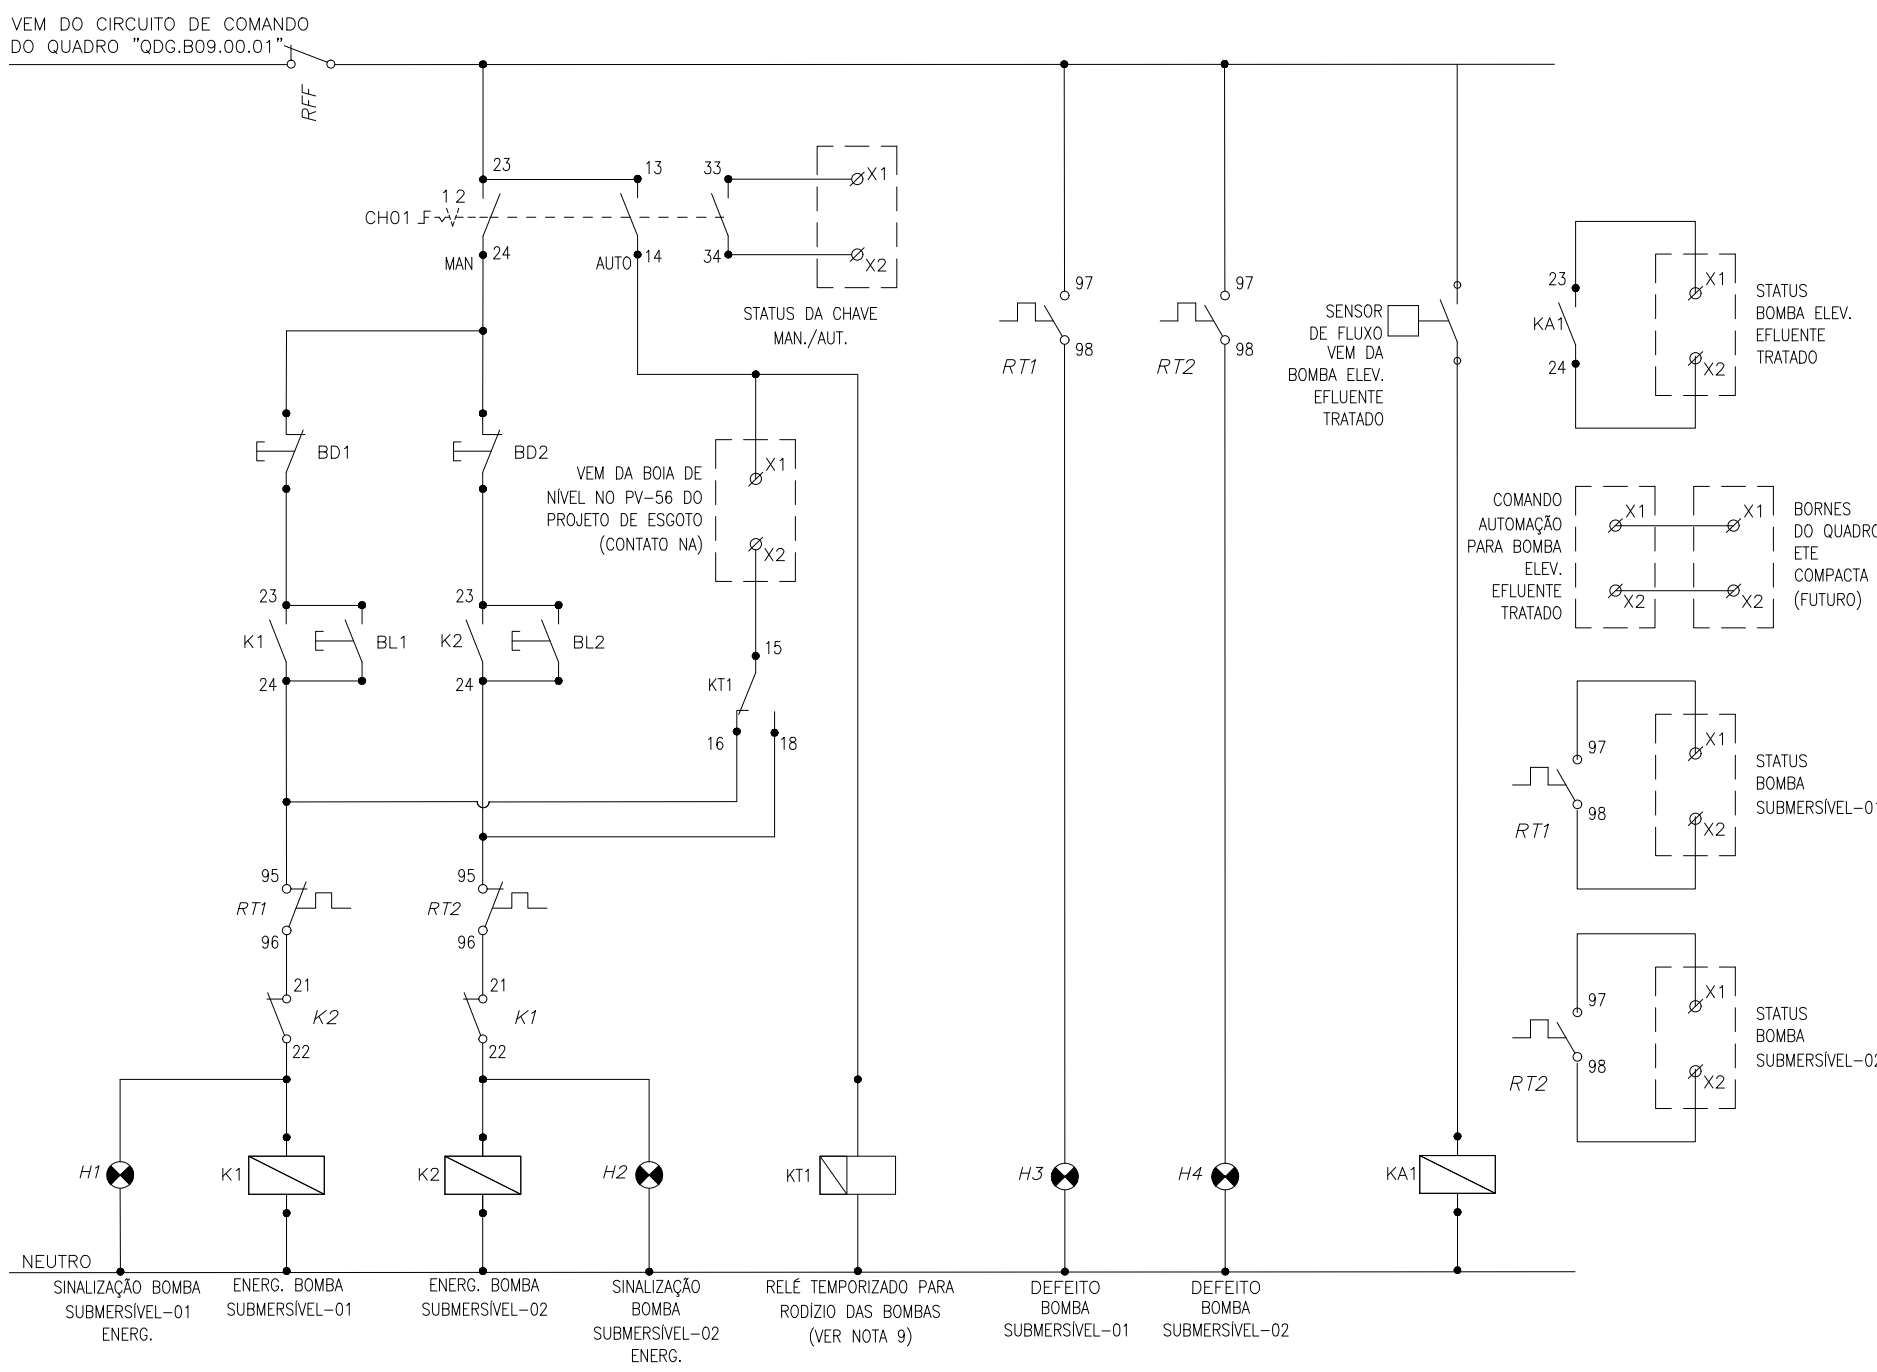 VEM DO CIRCUITO DE COMANDO
DO QUADRO "QDG.B09.00.01"
RFF
23
13
33
X1
1 2
CH01
MAN
24
AUTO
14
34
X2
STATUS DA CHAVE
MAN./AUT.
97
98
RT1
97
98
RT2
SENSOR
DE FLUXO
VEM DA
BOMBA ELEV.
EFLUENTE
TRATADO
23
KA1
24
X1
X2
STATUS
BOMBA ELEV.
EFLUENTE
TRATADO
BD1
BD2
VEM DA BOIA DE
NÍVEL NO PV-56 DO
PROJETO DE ESGOTO
(CONTATO NA)
X1
X2
COMANDO
AUTOMAÇÃO
PARA BOMBA
ELEV.
EFLUENTE
TRATADO
X1
X2
X1
X2
BORNES
DO QUADRO
ETE
COMPACTA
(FUTURO)
23
K1
24
BL1
23
K2
24
BL2
15
KT1
16
18
97
98
RT1
X1
X2
STATUS
BOMBA
SUBMERSÍVEL-01
95
RT1
96
95
RT2
96
21
K2
22
21
K1
22
97
98
RT2
X1
X2
STATUS
BOMBA
SUBMERSÍVEL-02
H1
K1
K2
H2
KT1
H3
H4
KA1
NEUTRO
SINALIZAÇÃO BOMBA
SUBMERSÍVEL-01
ENERG.
ENERG. BOMBA
SUBMERSÍVEL-01
ENERG. BOMBA
SUBMERSÍVEL-02
SINALIZAÇÃO
BOMBA
SUBMERSÍVEL-02
ENERG.
RELÉ TEMPORIZADO PARA
RODÍZIO DAS BOMBAS
(VER NOTA 9)
DEFEITO
BOMBA
SUBMERSÍVEL-01
DEFEITO
BOMBA
SUBMERSÍVEL-02